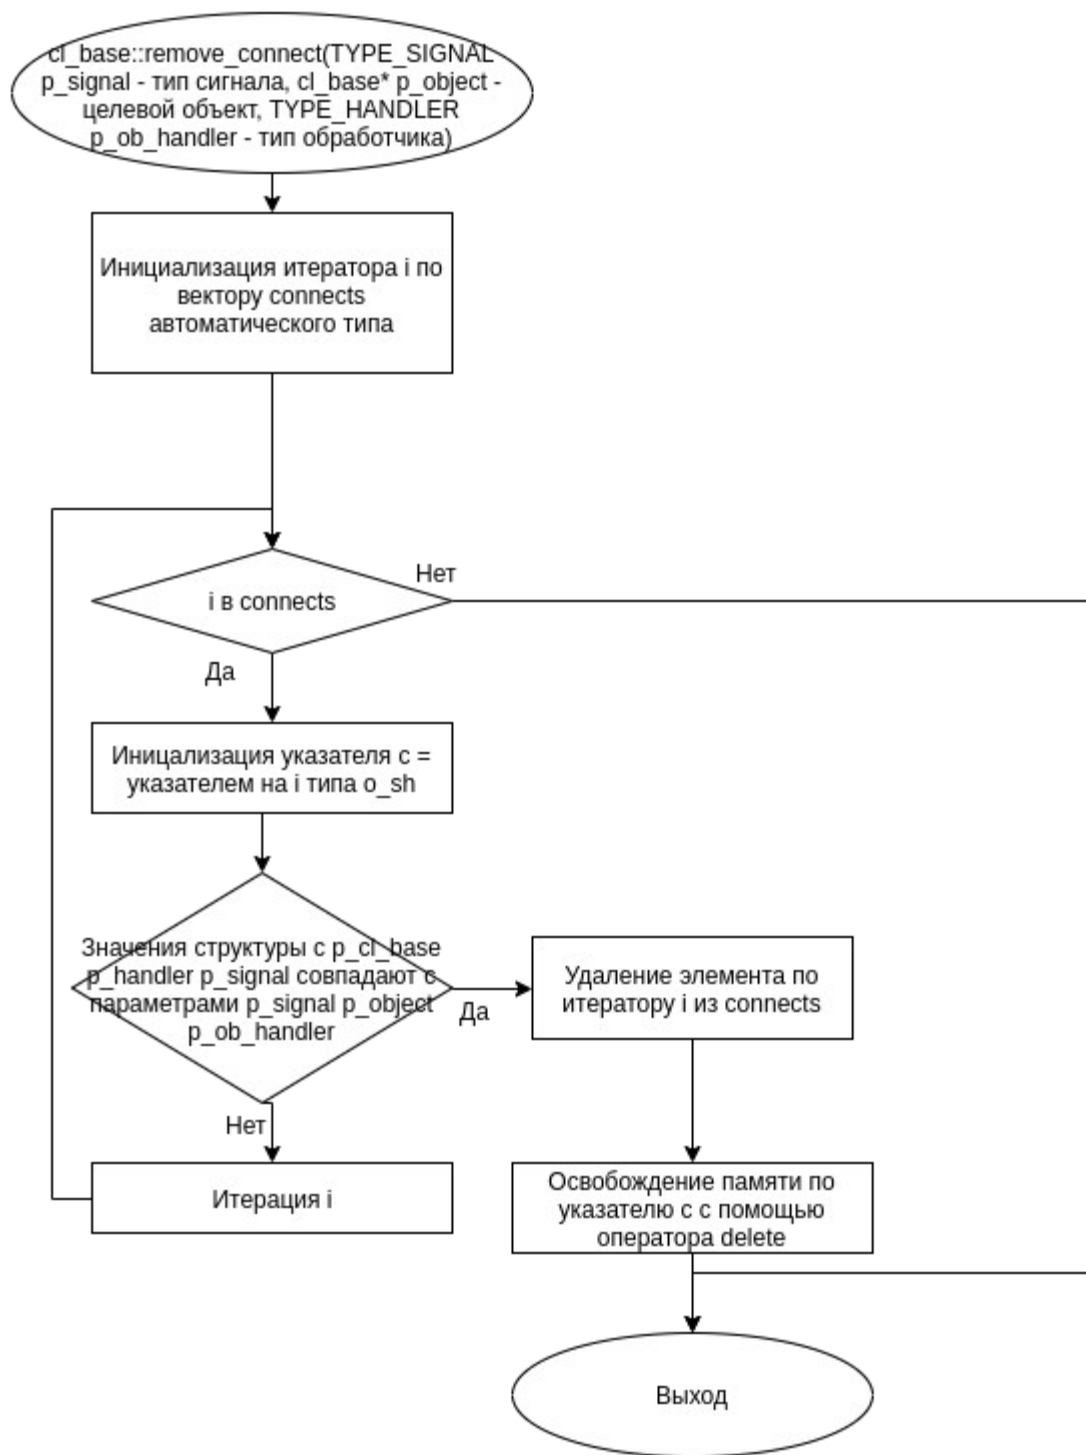 cl_base::remove_connect(TYPE_SIGNAL
p_signal - тип сигнала, cl_base* p_object -
целевой объект, TYPE_HANDLER
p_ob_handler - тип обработчика)
Инициализация итератора i по
вектору connects
автоматического типа
Нет
i в connects
Да
Иницализация указателя c =
указателем на i типа o_sh
Значения структуры c p_cl_base
p_handler p_signal совпадают с
параметрами p_signal p_object
p_ob_handler
Да
Удаление элемента по
итератору i из connects
Нет
Итерация i
Освобождение памяти по
указателю c с помощью
оператора delete
Выход